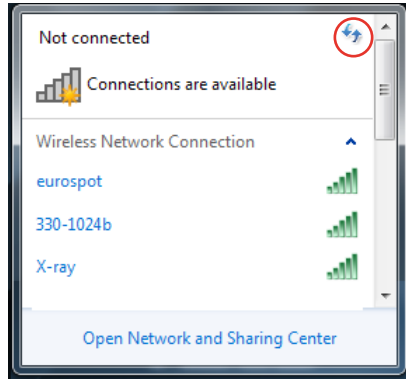 Not connected
Connections are available
Wireless Network Connection
eurospot
330-1024b
X-ray
Open Network and Sharing Center